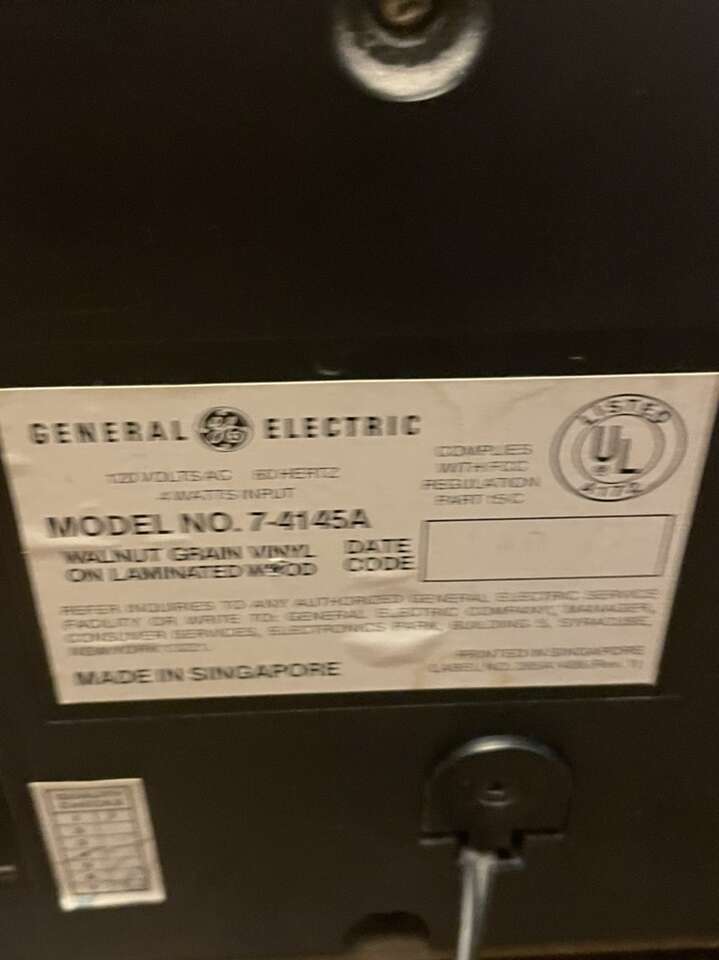 GENERAL GE ELECTRIC
120 VOLTS AC 60 HERTZ
4 WATTS INPUT
COMPLIES
WITH FCC
REGULATION
PART 15C
LISTED
UL
MODEL NO. 7-4145A
WALNUT GRAIN VINYL
ON LAMINATED WOOD
DATE
CODE
REFER INQUIRIES TO ANY AUTHORIZED GENERAL ELECTRIC SERVICE
FACILITY OR WRITE TO: GENERAL ELECTRIC COMPANY, MANAGER,
CONSUMER SERVICES, ELECTRONICS PARK, BUILDING 5, SYRACUSE,
NEW YORK
MADE IN SINGAPORE
PRINTED IN SINGAPORE
LABEL NO.